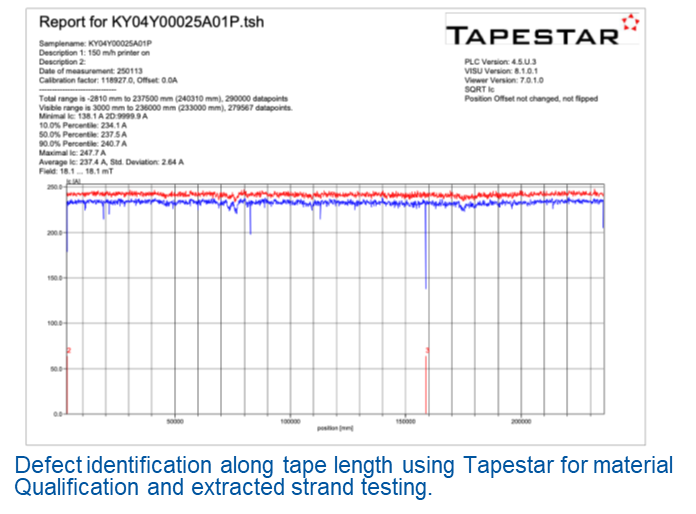 Report for KY04Y00025A01P.tsh
TAPESTAR
Samplename: KY04Y00025A01P
Description 1: 150 m/h printer on
Description 2:
Date of measurement: 250113
Calibration factor: 118927.0, Offset: 0.0A
PLC Version: 4.5.U.3
VISU Version: 8.1.0.1
Viewer Version: 7.0.1.0
SQRT Ic
Position Offset not changed, not flipped
Total range is -2810 mm to 237500 mm (240310 mm), 290000 datapoints
Visible range is 3000 mm to 236000 mm (233000 mm), 279567 datapoints.
Minimal Ic: 138.1 A 2D:9999.9 A
10.0% Percentile: 234.1 A
50.0% Percentile: 237.5 A
90.0% Percentile: 240.7 A
Maximal Ic: 247.7 A
Average Ic: 237.4 A, Std. Deviation: 2.64 A
Field: 18.1 ... 18.1 mT
Ic [A]
250.0
200.0
150.0
100.0
50.0
0.0
2
3
50000
100000
150000
200000
position [mm]
Defect identification along tape length using Tapestar for material
Qualification and extracted strand testing.